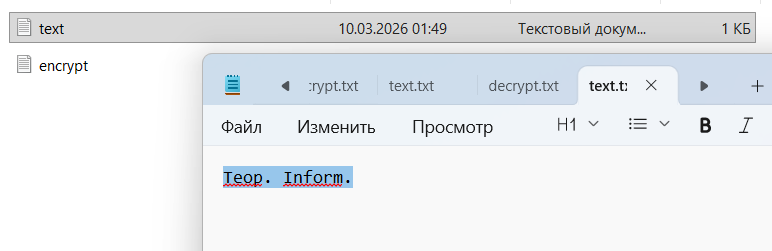 text 10.03.2026 01:49 Текстовый докум... 1 КБ
encrypt
crypt.txt text.txt decrypt.txt text.t
Файл Изменить Просмотр H1 B I
Теор. Inform.